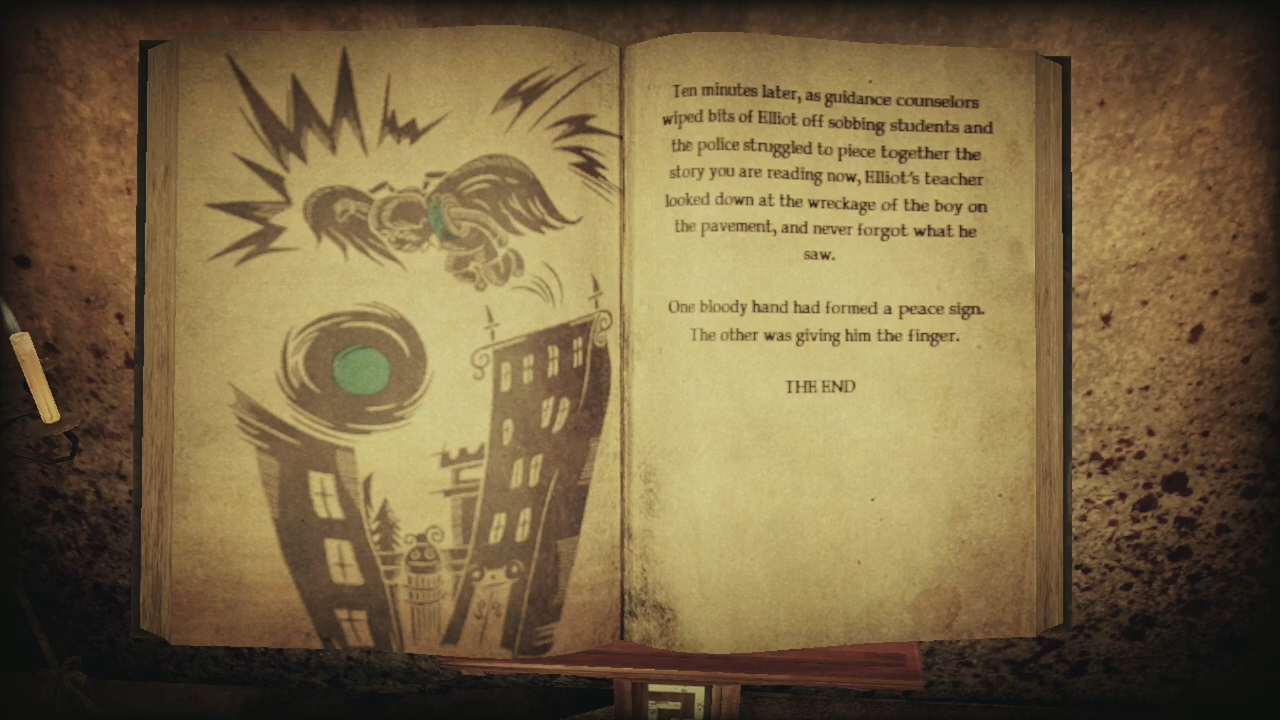 Ten minutes later, as guidance counselors
wiped bits of Elliot off sobbing students and
the police struggled to piece together the
story you are reading now, Elliot's teacher
looked down at the wreckage of the boy on
the pavement, and never forgot what he
saw.
One bloody hand had formed a peace sign.
The other was giving him the finger.
THE END